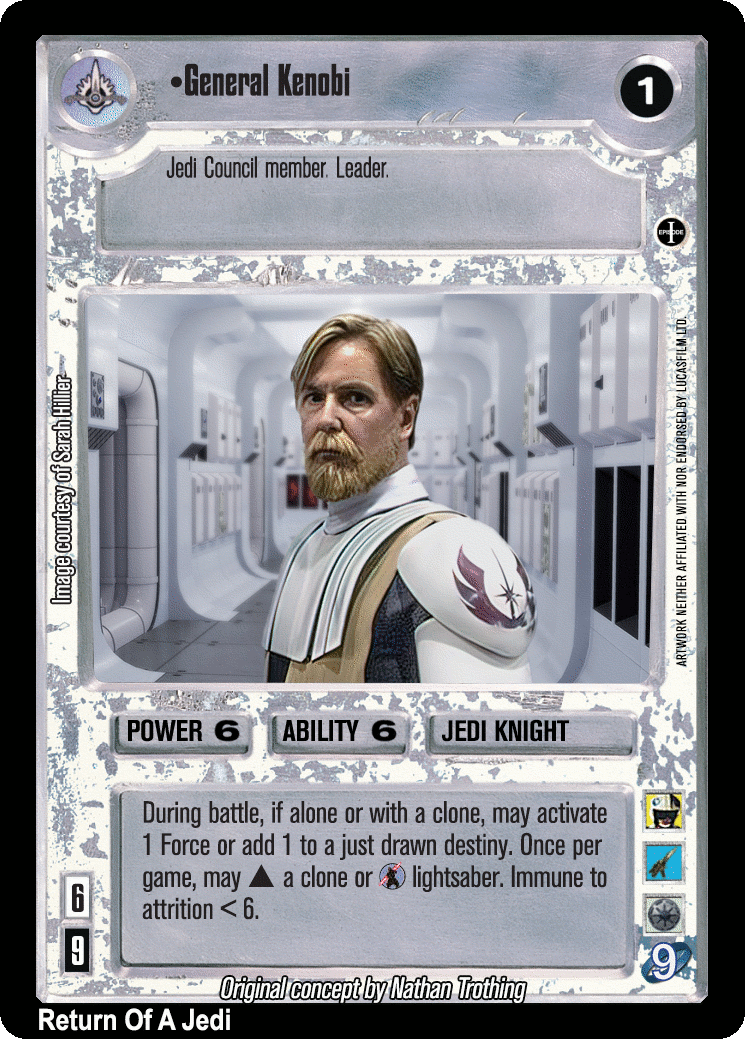 •General Kenobi
1
Jedi Council member. Leader.
EPISODE
I
Image courtesy of Sarah Hillier
ARTWORK NEITHER AFFILIATED WITH NOR ENDORSED BY LUCASFILM LTD.
POWER 6
ABILITY 6
JEDI KNIGHT
During battle, if alone or with a clone, may activate
1 Force or add 1 to a just drawn destiny. Once per
game, may ▲ a clone or lightsaber. Immune to
attrition < 6.
6
9
9
Original concept by Nathan Trothing
Return Of A Jedi